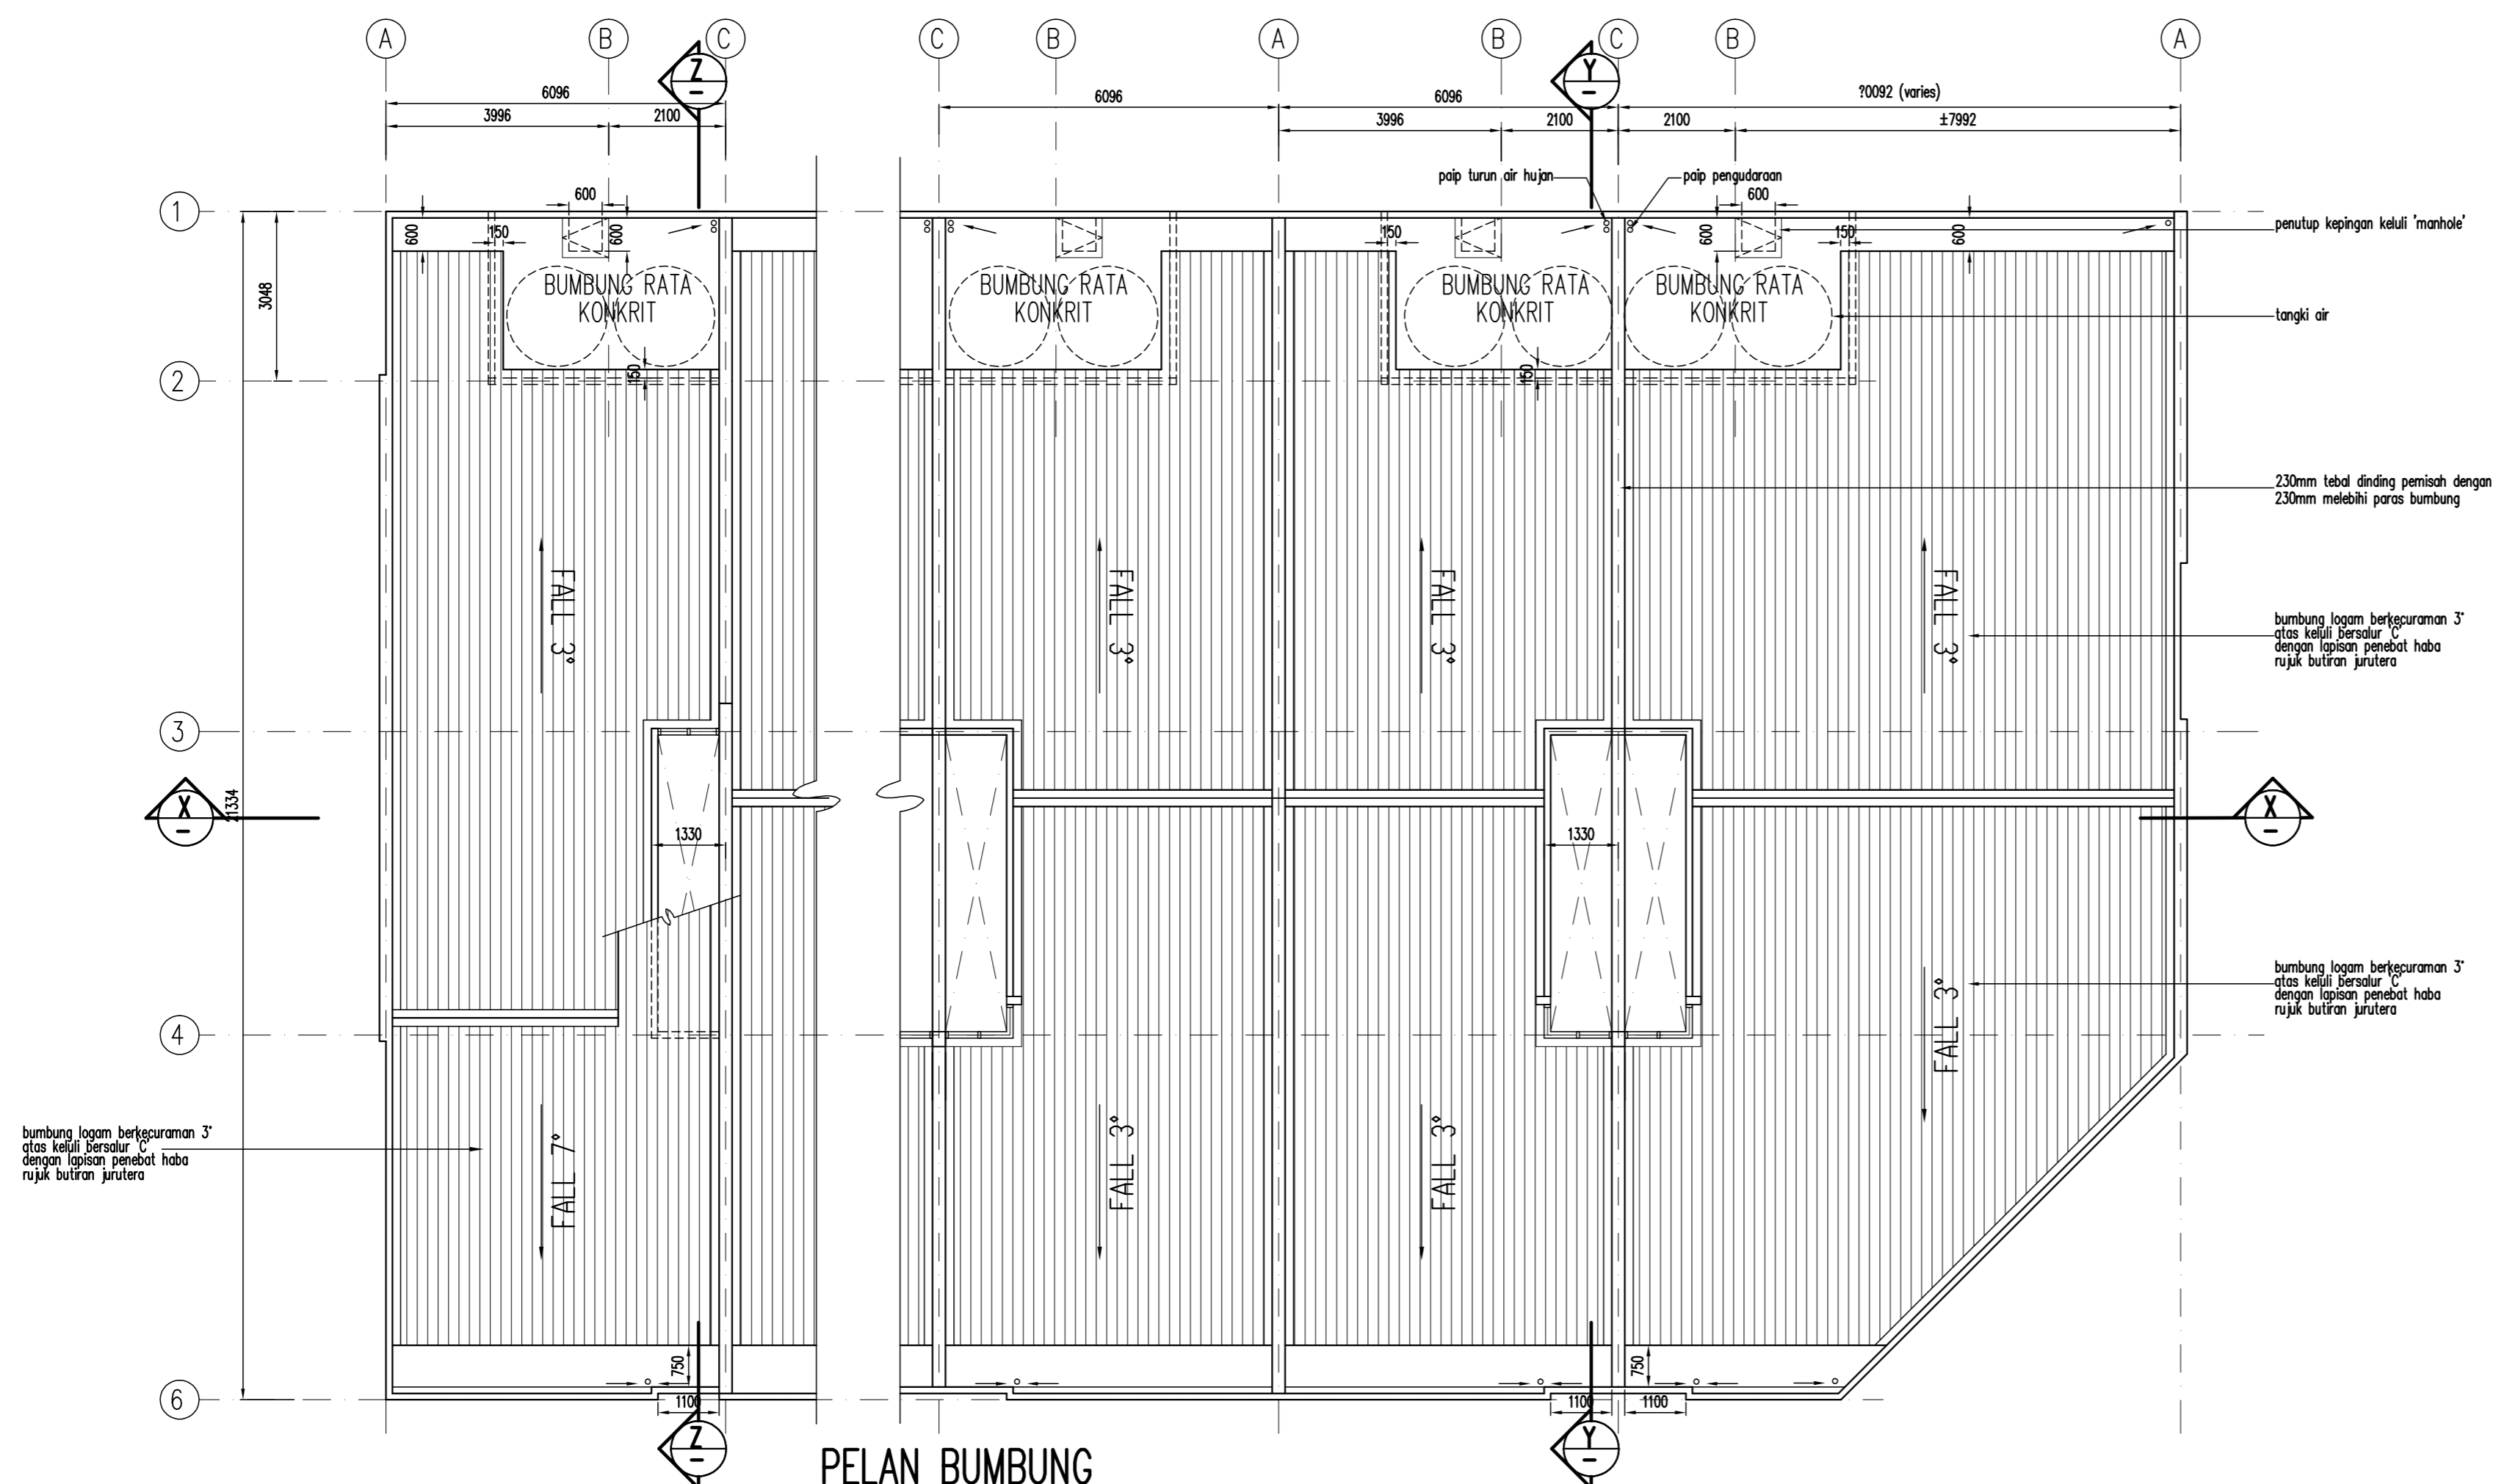 A B C C B A B C B A
Z Y
6096 6096 6096 ?0092 (varies)
3996 2100 3996 2100 2100 ±7992
paip turun air hujan paip pengudaraan
1
600 600
penutup kepingan keluli 'manhole'
600 150 600 600 150 600
3048
BUMBUNG RATA BUMBUNG RATA BUMBUNG RATA BUMBUNG RATA
KONKRIT KONKRIT KONKRIT KONKRIT
tangki air
2
150 150
230mm tebal dinding pemisah dengan
230mm melebihi paras bumbung
FALL 3° FALL 3° FALL 3° FALL 3°
bumbung logam berkecuraman 3°
atas keluli bersalur 'C'
dengan lapisan penebat haba
rujuk butiran jurutera
3
X 21334 X
1330 1330
bumbung logam berkecuraman 3°
atas keluli bersalur 'C'
dengan lapisan penebat haba
rujuk butiran jurutera
4
FALL 3°
bumbung logam berkecuraman 3°
atas keluli bersalur 'C'
dengan lapisan penebat haba
rujuk butiran jurutera
FALL 7° FALL 3° FALL 3°
750 750
6
1100 1100 1100
Z Y
PELAN BUMBUNG